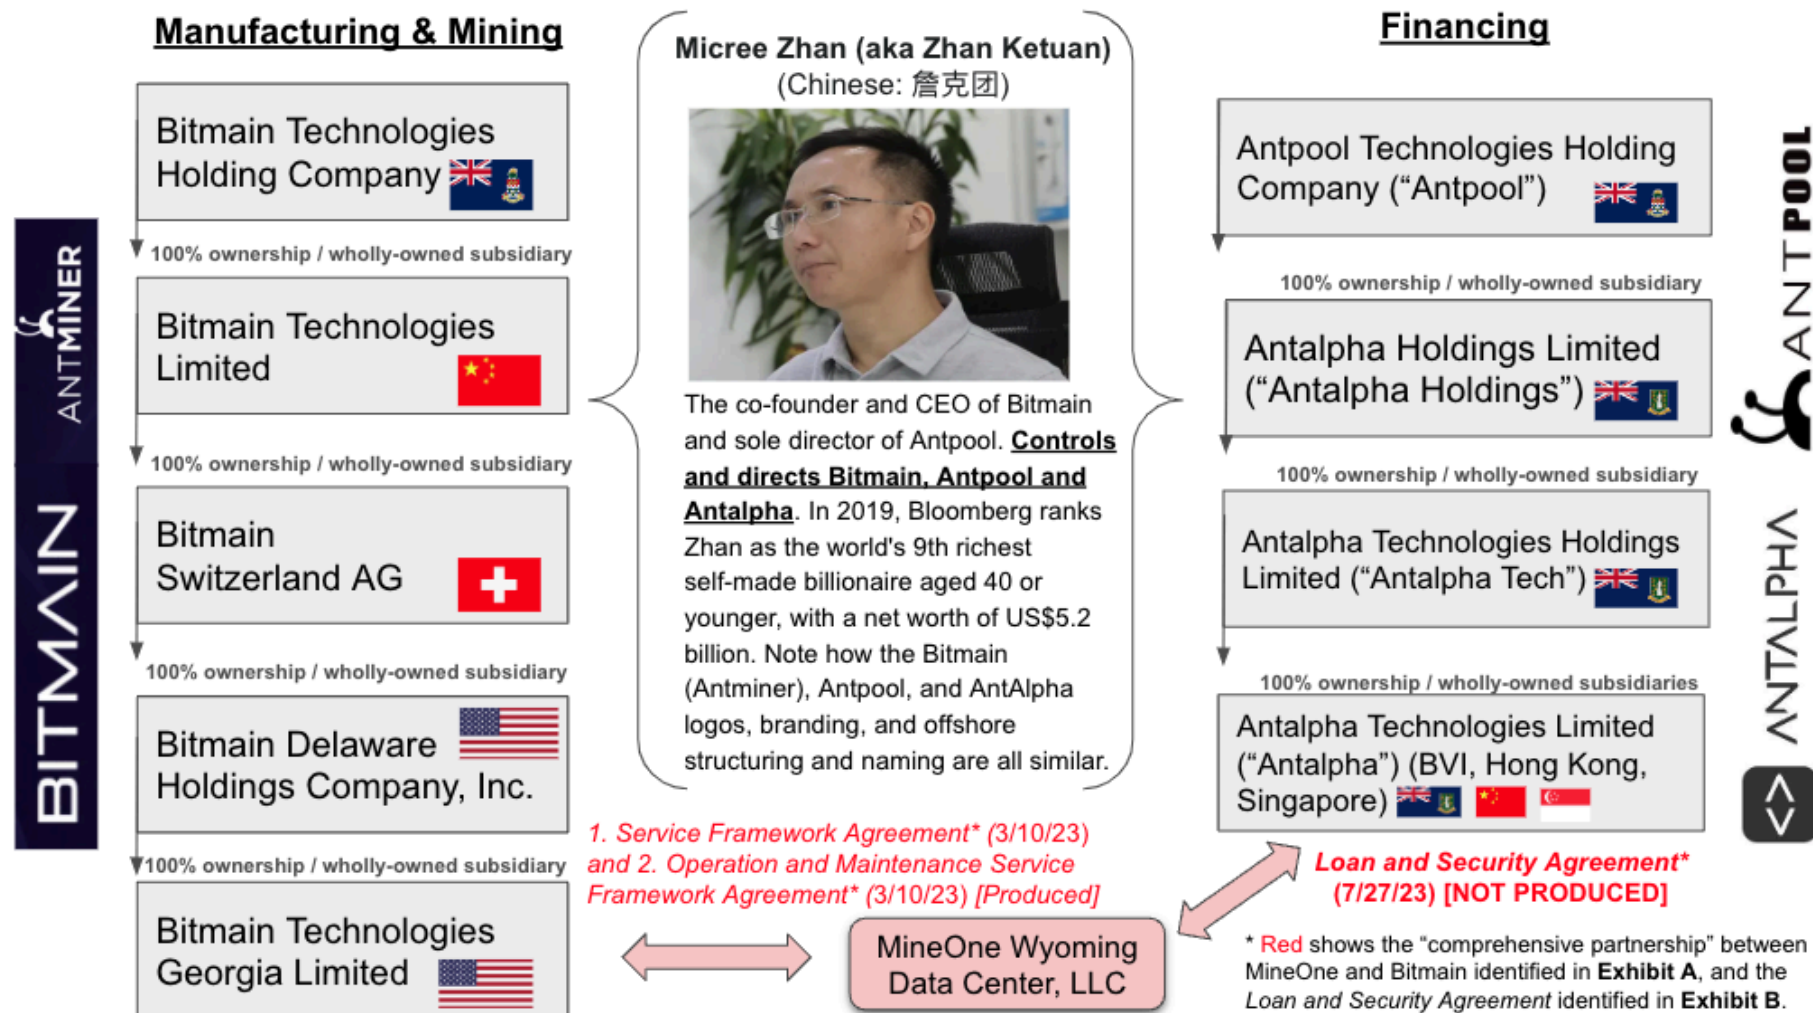 Manufacturing & Mining
Bitmain Technologies
Holding Company
100% ownership / wholly-owned subsidiary
Bitmain Technologies
Limited
100% ownership / wholly-owned subsidiary
Bitmain
Switzerland AG
100% ownership / wholly-owned subsidiary
Bitmain Delaware
Holdings Company, Inc.
100% ownership / wholly-owned subsidiary
Bitmain Technologies
Georgia Limited
ANTMINER
BITMAIN
Micree Zhan (aka Zhan Ketuan)
(Chinese: 詹克团)
The co-founder and CEO of Bitmain
and sole director of Antpool. Controls
and directs Bitmain, Antpool and
Antalpha. In 2019, Bloomberg ranks
Zhan as the world's 9th richest
self-made billionaire aged 40 or
younger, with a net worth of US$5.2
billion. Note how the Bitmain
(Antminer), Antpool, and AntAlpha
logos, branding, and offshore
structuring and naming are all similar.
1. Service Framework Agreement* (3/10/23)
and 2. Operation and Maintenance Service
Framework Agreement* (3/10/23) [Produced]
MineOne Wyoming
Data Center, LLC
Financing
Antpool Technologies Holding
Company (“Antpool”)
100% ownership / wholly-owned subsidiary
Antalpha Holdings Limited
(“Antalpha Holdings”)
100% ownership / wholly-owned subsidiary
Antalpha Technologies Holdings
Limited (“Antalpha Tech”)
100% ownership / wholly-owned subsidiaries
Antalpha Technologies Limited
(“Antalpha”) (BVI, Hong Kong,
Singapore)
Loan and Security Agreement*
(7/27/23) [NOT PRODUCED]
* Red shows the “comprehensive partnership” between
MineOne and Bitmain identified in Exhibit A, and the
Loan and Security Agreement identified in Exhibit B.
ANTPOOL
ANTALPHA